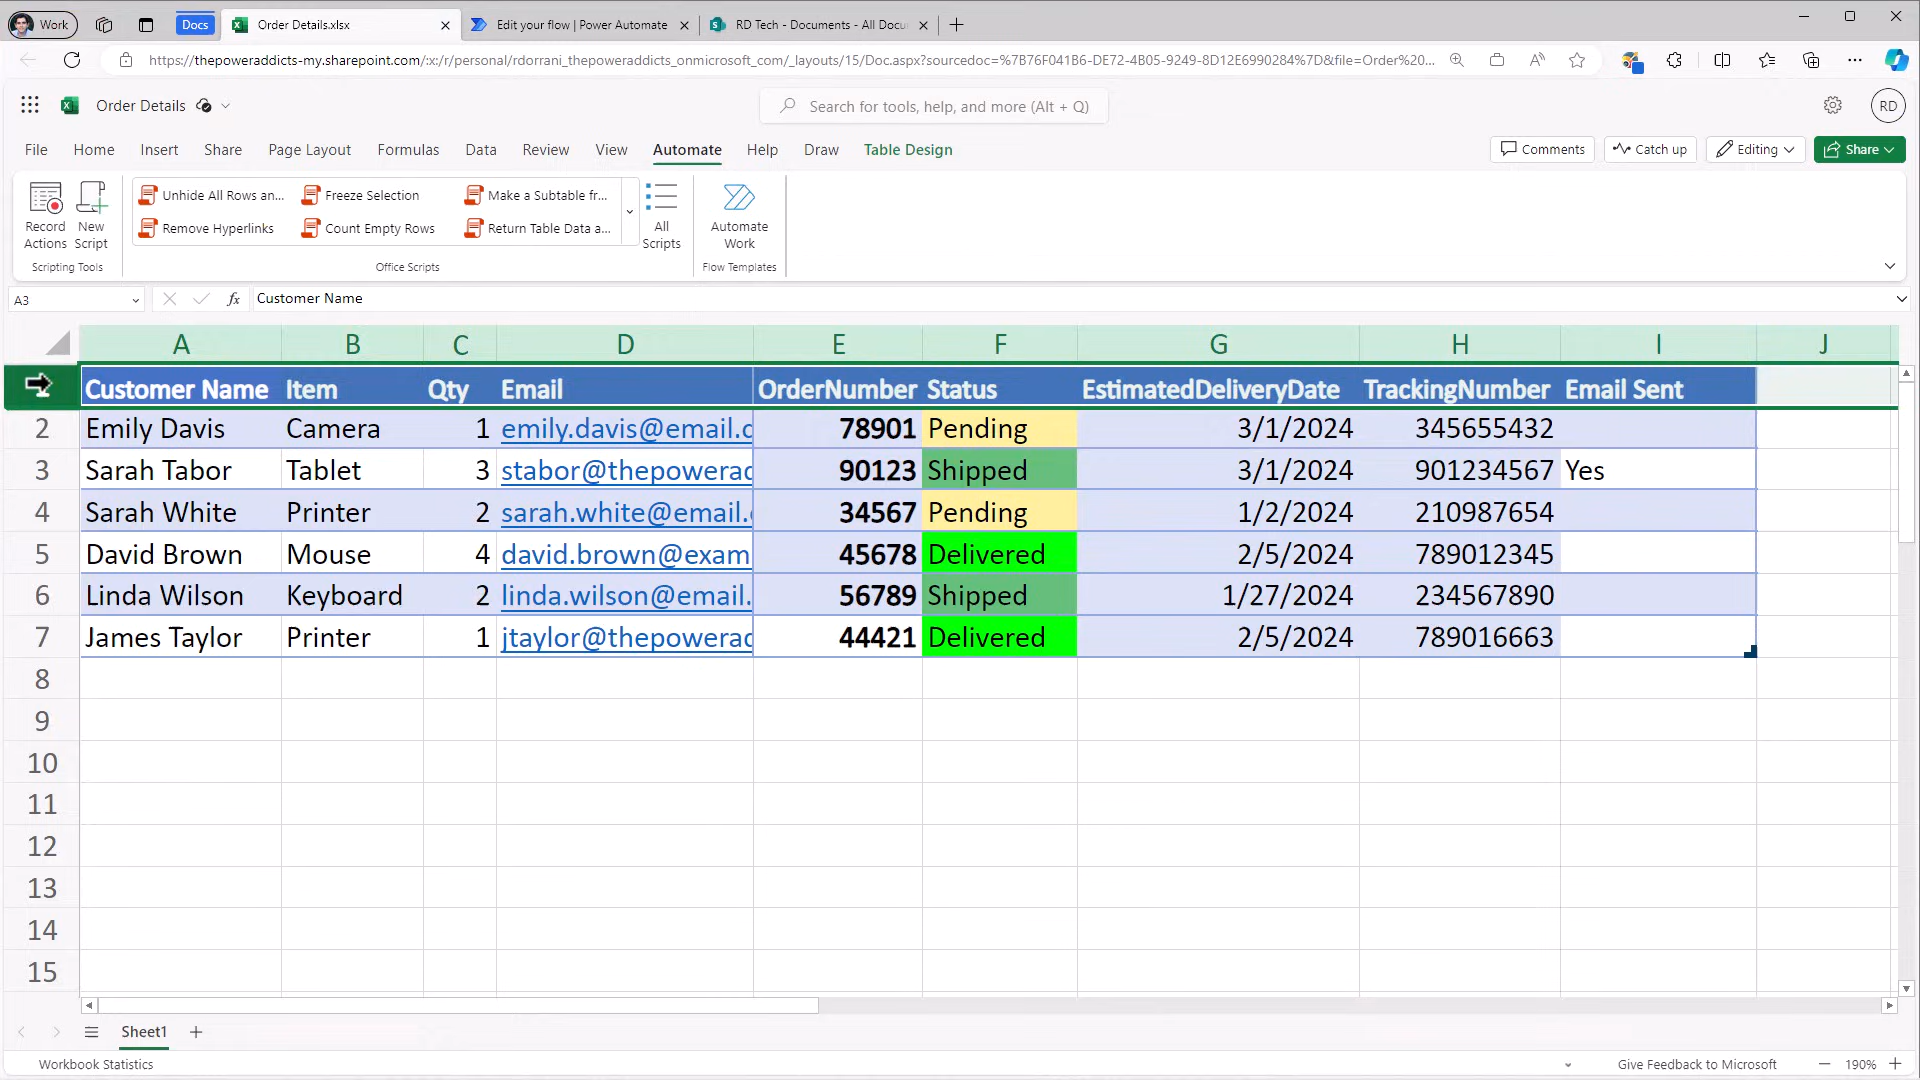 Work Docs Order Details.xlsx Edit your flow | Power Automate RD Tech - Documents - All Docu
https://thepoweraddicts-my.sharepoint.com/:x:/r/personal/rdorrani_thepoweraddicts_onmicrosoft_com/_layouts/15/Doc.aspx?sourcedoc=%7B76F041B6-DE72-4B05-9249-8D12E6990284%7D&file=Order%20...
Order Details Search for tools, help, and more (Alt + Q) RD
File Home Insert Share Page Layout Formulas Data Review View Automate Help Draw Table Design Comments Catch up Editing Share
Unhide All Rows an... Freeze Selection Make a Subtable fr...
Record Actions New Script Remove Hyperlinks Count Empty Rows Return Table Data a... All Scripts Automate Work
Scripting Tools Office Scripts Flow Templates
A3 fx Customer Name
A B C D E F G H I J
Customer Name Item Qty Email OrderNumber Status EstimatedDeliveryDate TrackingNumber Email Sent
2 Emily Davis Camera 1 emily.davis@email.c 78901 Pending 3/1/2024 345655432
3 Sarah Tabor Tablet 3 stabor@thepowerad 90123 Shipped 3/1/2024 901234567 Yes
4 Sarah White Printer 2 sarah.white@email. 34567 Pending 1/2/2024 210987654
5 David Brown Mouse 4 david.brown@exam 45678 Delivered 2/5/2024 789012345
6 Linda Wilson Keyboard 2 linda.wilson@email. 56789 Shipped 1/27/2024 234567890
7 James Taylor Printer 1 jtaylor@thepowerad 44421 Delivered 2/5/2024 789016663
8
9
10
11
12
13
14
15
Sheet1
Workbook Statistics Give Feedback to Microsoft 190%